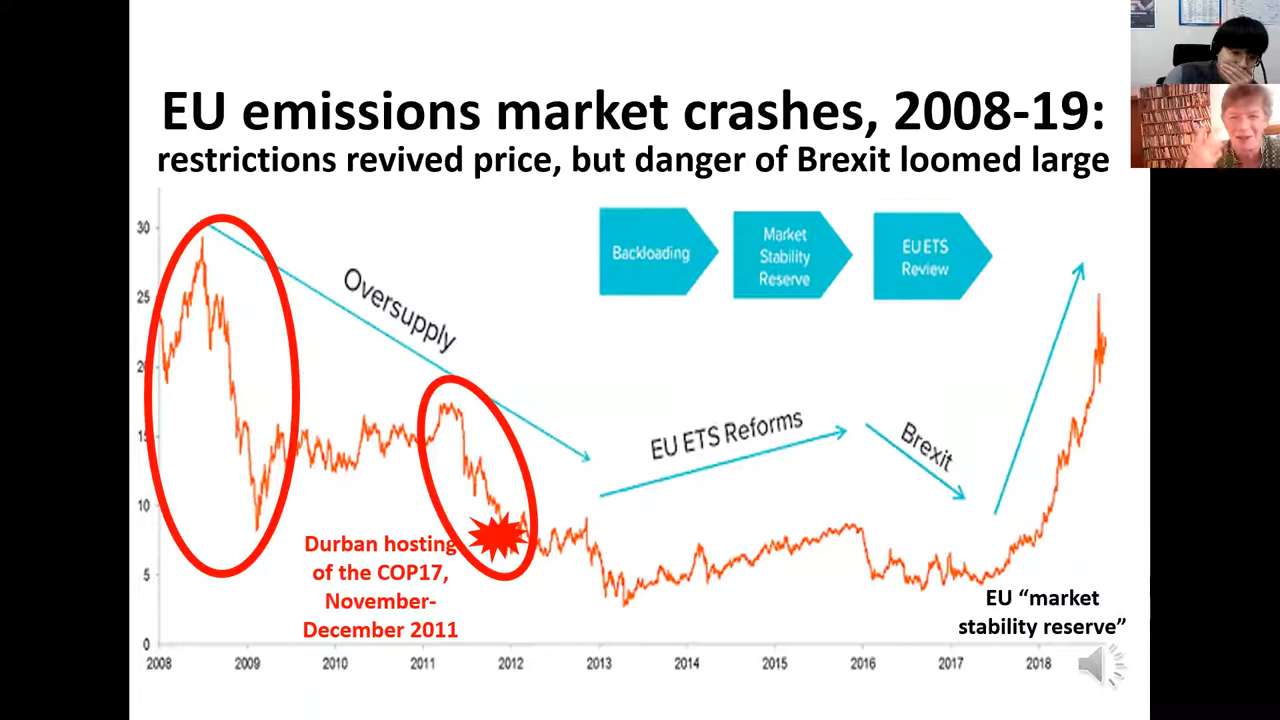 EU emissions market crashes, 2008-19:
restrictions revived price, but danger of Brexit loomed large
30
25
20
15
10
5
0
Oversupply
Backloading
Market
Stability
Reserve
EU ETS
Review
EU ETS Reforms
Brexit
Durban hosting
of the COP17,
November-
December 2011
EU “market
stability reserve”
2008 2009 2010 2011 2012 2013 2014 2015 2016 2017 2018